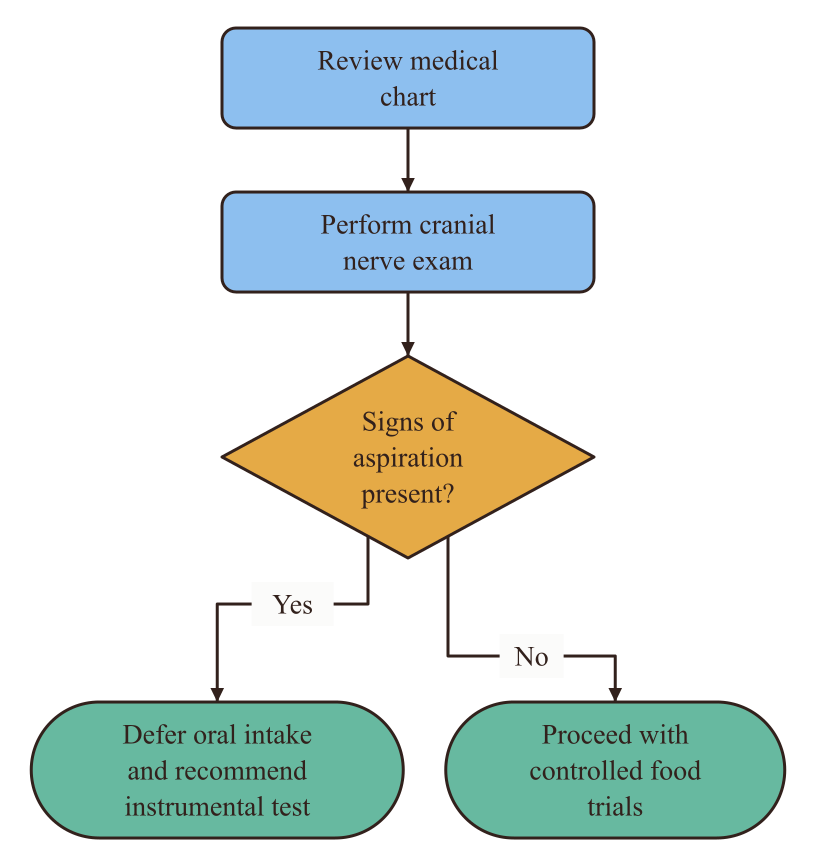 Review medical
chart
Perform cranial
nerve exam
Signs of
aspiration
present?
Yes
No
Defer oral intake
and recommend
instrumental test
Proceed with
controlled food
trials